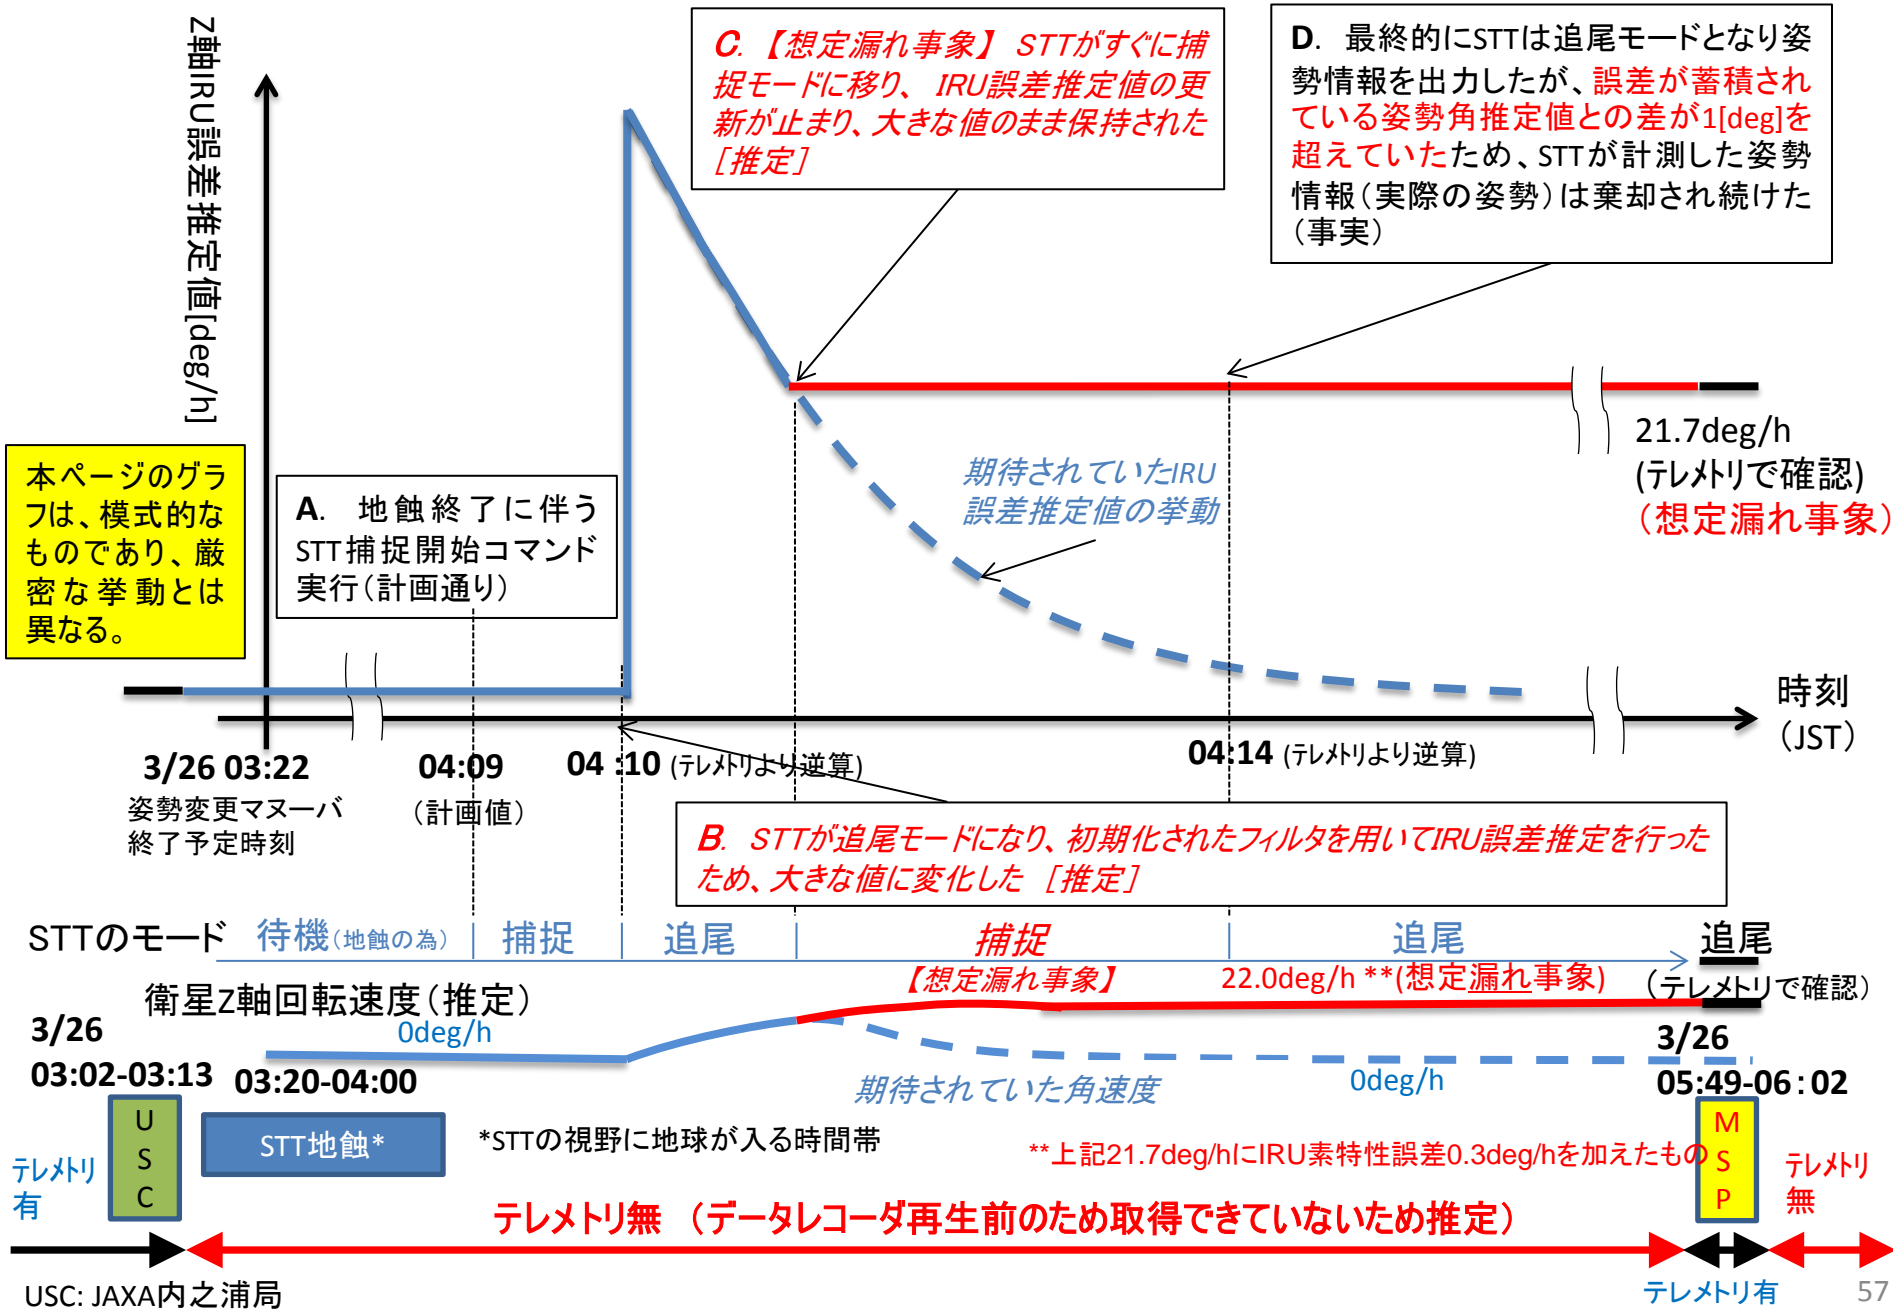 Z軸IRU誤差推定値[deg/h]
C. 【想定漏れ事象】 STTがすぐに捕
捉モードに移り、 IRU誤差推定値の更
新が止まり、大きな値のまま保持された
［推定］
D. 最終的にSTTは追尾モードとなり姿
勢情報を出力したが、誤差が蓄積され
ている姿勢角推定値との差が1[deg]を
超えていたため、STTが計測した姿勢
情報（実際の姿勢）は棄却され続けた
（事実）
本ページのグラ
フは、模式的な
ものであり、厳
密な挙動とは
異なる。
A. 地蝕終了に伴う
STT捕捉開始コマンド
実行（計画通り）
期待されていたIRU
誤差推定値の挙動
21.7deg/h
(テレメトリで確認)
（想定漏れ事象）
時刻
（JST）
3/26 03:22
姿勢変更マヌーバ
終了予定時刻
04:09
（計画値）
04 :10 (テレメトリより逆算)
04:14 (テレメトリより逆算)
B. STTが追尾モードになり、初期化されたフィルタを用いてIRU誤差推定を行った
ため、大きな値に変化した ［推定］
STTのモード 待機(地蝕の為) 捕捉 追尾 捕捉 追尾 追尾
【想定漏れ事象】 22.0deg/h **(想定漏れ事象) （テレメトリで確認）
衛星Z軸回転速度（推定）
3/26
03:02-03:13
0deg/h
03:20-04:00
期待されていた角速度
0deg/h
3/26
05:49-06：02
USC
STT地蝕*
*STTの視野に地球が入る時間帯
**上記21.7deg/hにIRU素特性誤差0.3deg/hを加えたもの
MSP
テレメトリ
有
テレメトリ
無
テレメトリ無 （データレコーダ再生前のため取得できていないため推定）
USC: JAXA内之浦局
テレメトリ有
57